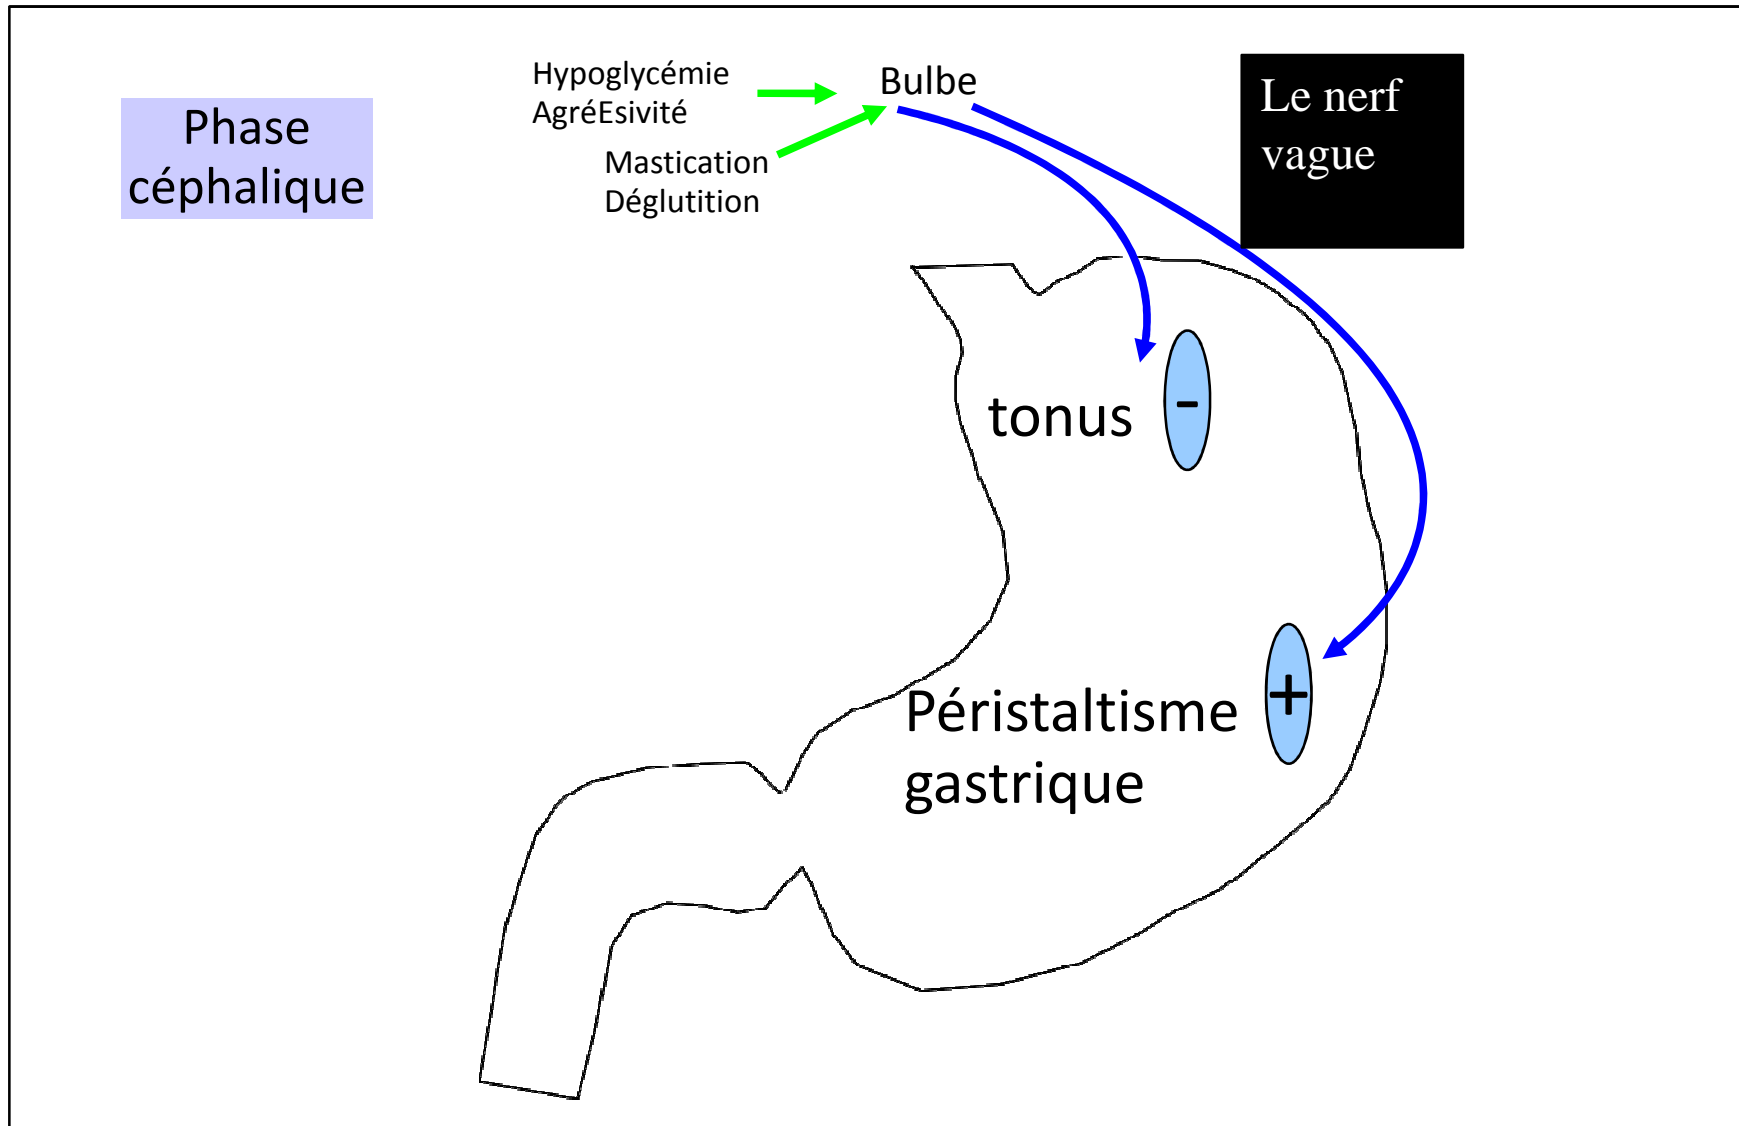 Phase
céphalique
Hypoglycémie
AgréEsivité
Mastication
Déglutition
Bulbe
Le nerf
vague
tonus
-
Péristaltisme
gastrique
+